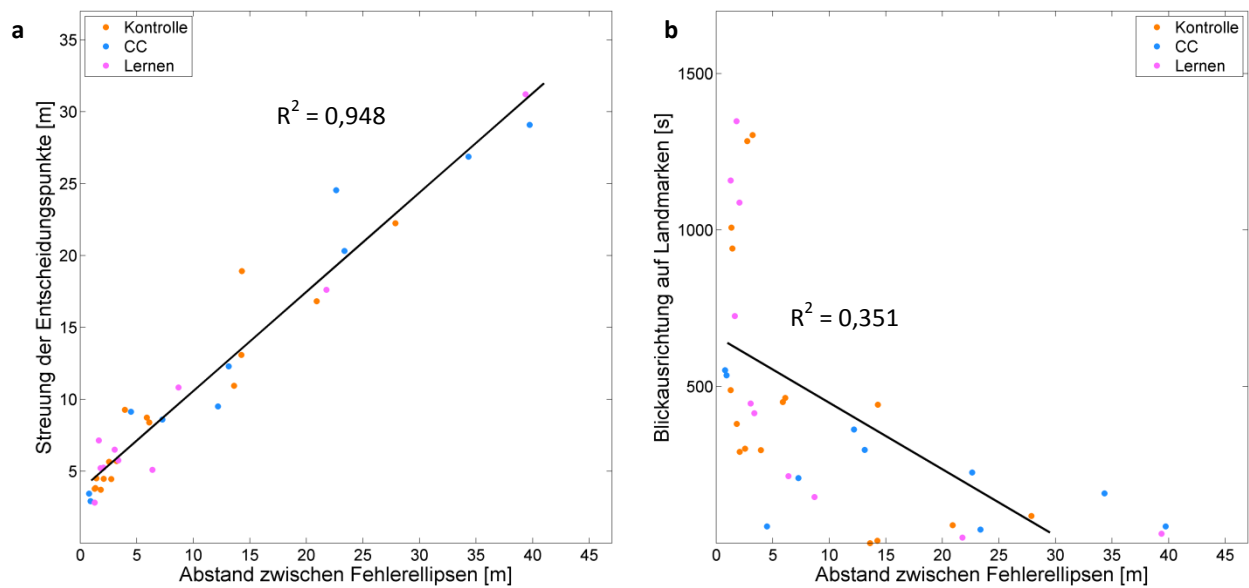 a
Kontrolle
CC
Lernen
R² = 0,948
Streuung der Entscheidungspunkte [m]
35
30
25
20
15
10
5
0 5 10 15 20 25 30 35 40 45
Abstand zwischen Fehlerellipsen [m]
b
Kontrolle
CC
Lernen
R² = 0,351
Blickausrichtung auf Landmarken [s]
1500
1000
500
0 5 10 15 20 25 30 35 40 45
Abstand zwischen Fehlerellipsen [m]